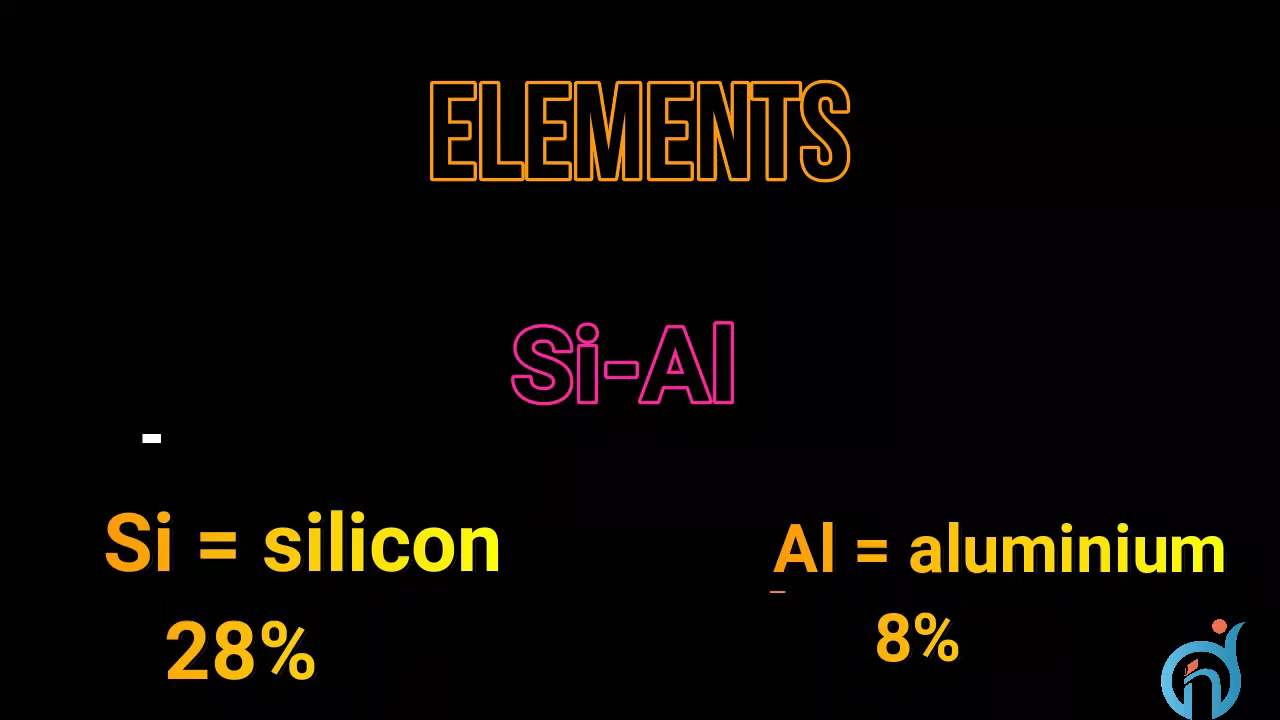 ELEMENTS
Si-Al
Si = silicon
Al = aluminium
28%
8%